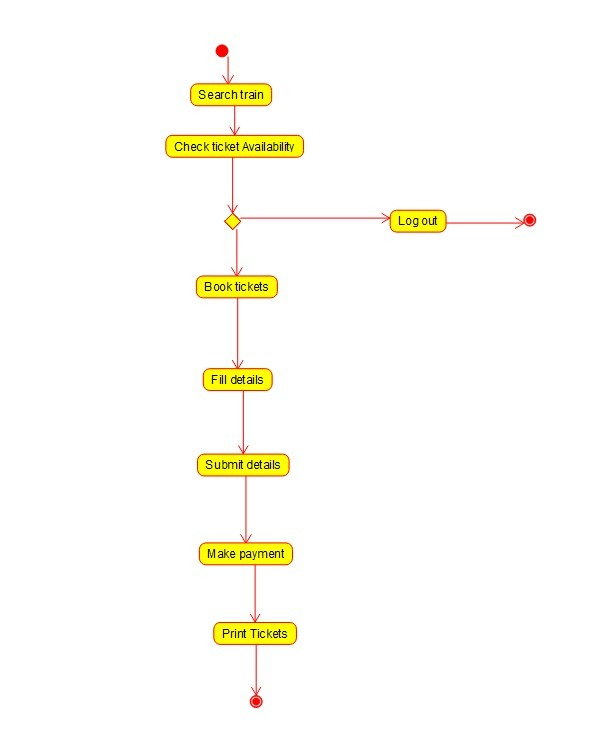 Search train
Check ticket Availability
Log out
Book tickets
Fill details
Submit details
Make payment
Print Tickets